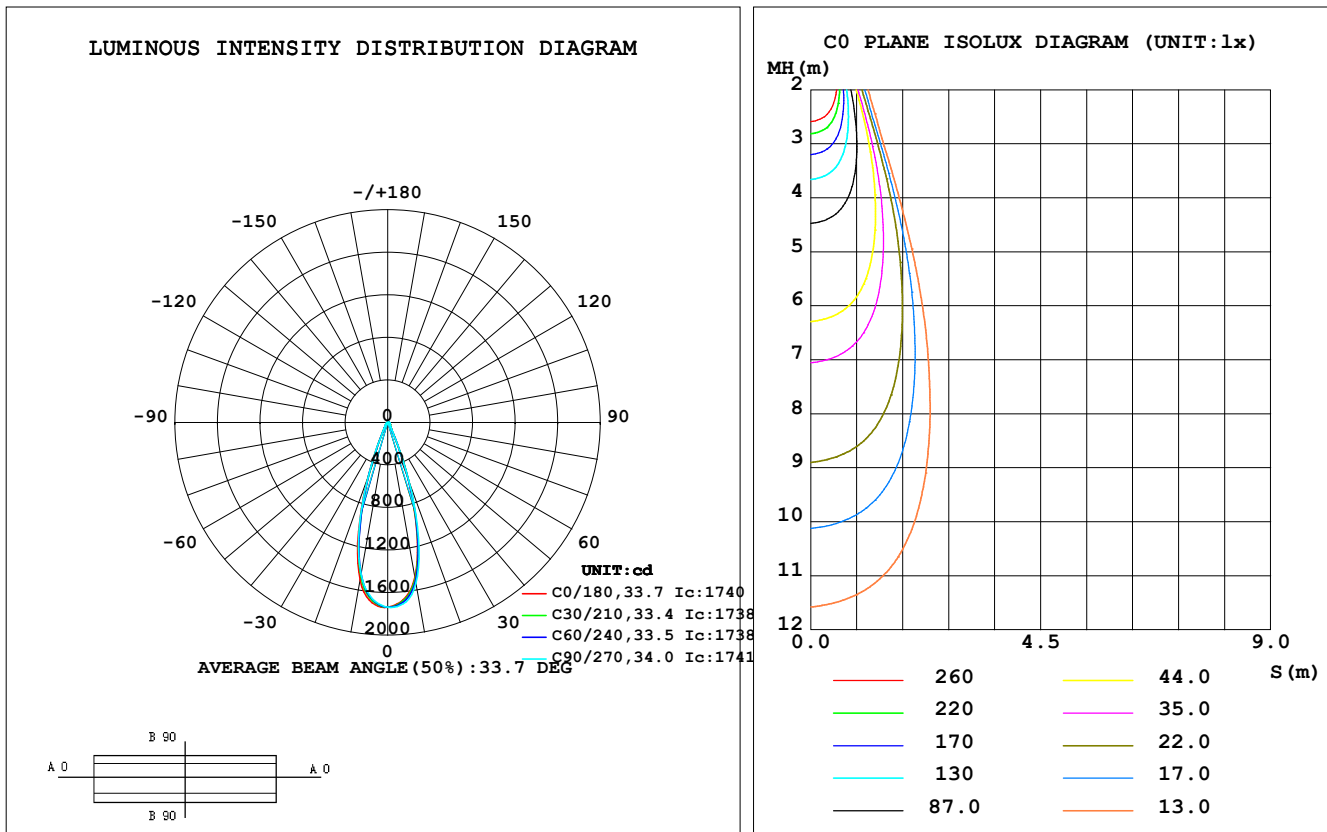 LUMINOUS INTENSITY DISTRIBUTION DIAGRAM
-/+180
-150 150
-120 120
-90 90
-60 60
-30 30
0
0
400
800
1200
1600
2000
UNIT:cd
C0/180,33.7 Ic:1740
C30/210,33.4 Ic:1738
C60/240,33.5 Ic:1738
C90/270,34.0 Ic:1741
AVERAGE BEAM ANGLE(50%):33.7 DEG
B 90
A 0 A 0
B 90
C0 PLANE ISOLUX DIAGRAM (UNIT:lx)
MH(m)
2
3
4
5
6
7
8
9
10
11
12
0.0 4.5 9.0
S(m)
260 44.0
220 35.0
170 22.0
130 17.0
87.0 13.0